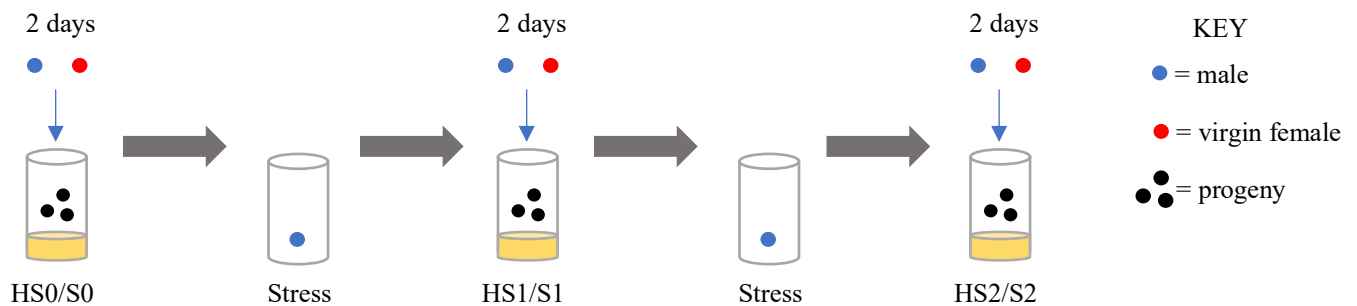 2 days
2 days
2 days
KEY
= male
= virgin female
= progeny
HS0/S0
Stress
HS1/S1
Stress
HS2/S2